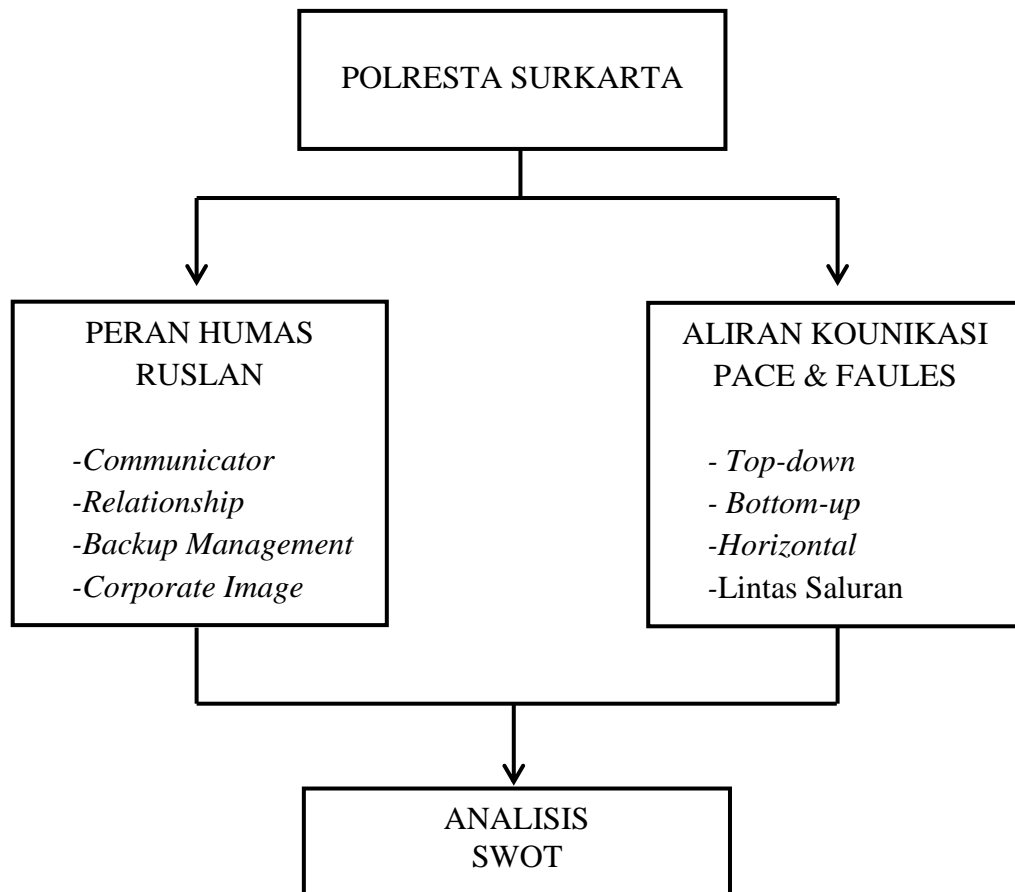 POLRESTA SURKARTA
PERAN HUMAS
RUSLAN
-Communicator
-Relationship
-Backup Management
-Corporate Image
ALIRAN KOUNIKASI
PACE & FAULES
- Top-down
- Bottom-up
-Horizontal
-Lintas Saluran
ANALISIS
SWOT